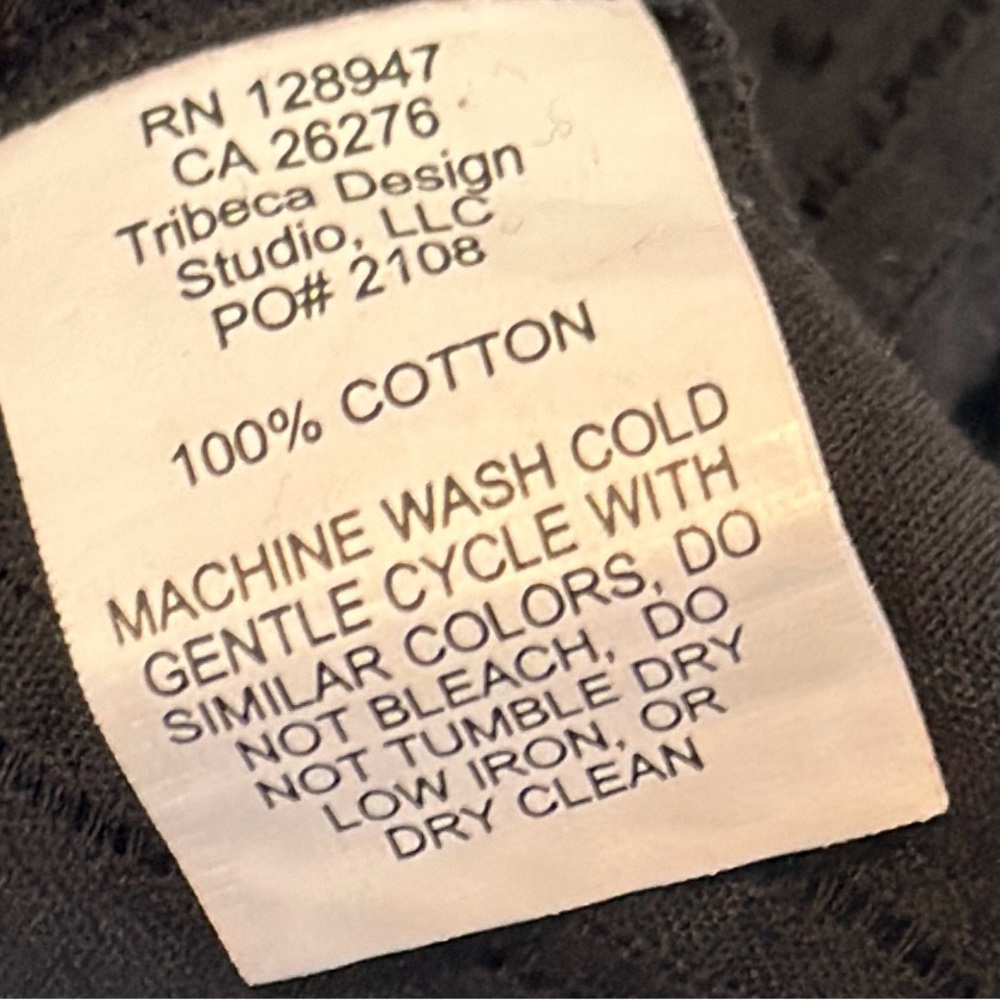 RN 128947
CA 26276
Tribeca Design
Studio, LLC
PO# 2108
100% COTTON
MACHINE WASH COLD
GENTLE CYCLE WITH
SIMILAR COLORS, DO
NOT BLEACH, DO
NOT TUMBLE DRY
LOW IRON, OR
DRY CLEAN